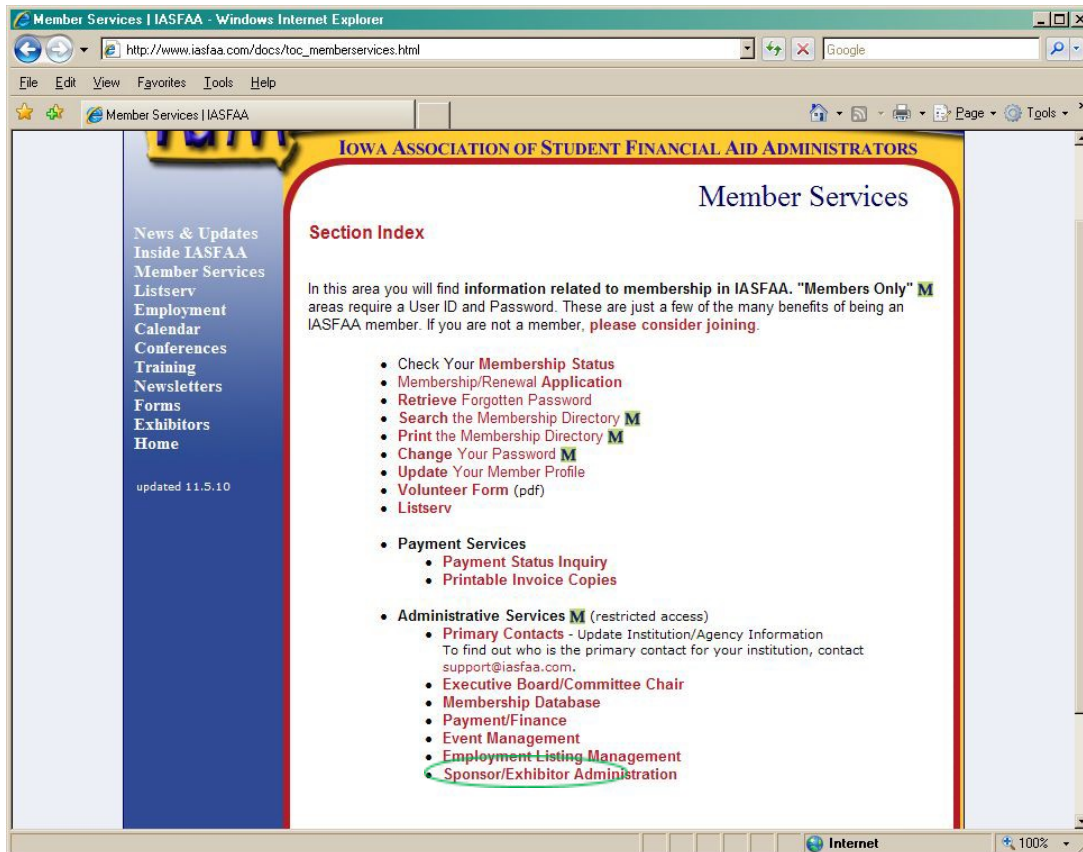 Member Services | IASFAA - Windows Internet Explorer
http://www.iasfaa.com/docs/toc_memberservices.html
Google
File Edit View Favorites Tools Help
Member Services | IASFAA
Page Tools
IOWA ASSOCIATION OF STUDENT FINANCIAL AID ADMINISTRATORS
Member Services
News & Updates
Inside IASFAA
Member Services
Listserv
Employment
Calendar
Conferences
Training
Newsletters
Forms
Exhibitors
Home
updated 11.5.10
Section Index
In this area you will find information related to membership in IASFAA. "Members Only" M
areas require a User ID and Password. These are just a few of the many benefits of being an
IASFAA member. If you are not a member, please consider joining.
• Check Your Membership Status
• Membership/Renewal Application
• Retrieve Forgotten Password
• Search the Membership Directory M
• Print the Membership Directory M
• Change Your Password M
• Update Your Member Profile
• Volunteer Form (pdf)
• Listserv
• Payment Services
• Payment Status Inquiry
• Printable Invoice Copies
• Administrative Services M (restricted access)
• Primary Contacts - Update Institution/Agency Information
To find out who is the primary contact for your institution, contact
support@iasfaa.com.
• Executive Board/Committee Chair
• Membership Database
• Payment/Finance
• Event Management
• Employment Listing Management
• Sponsor/Exhibitor Administration
Internet
100%